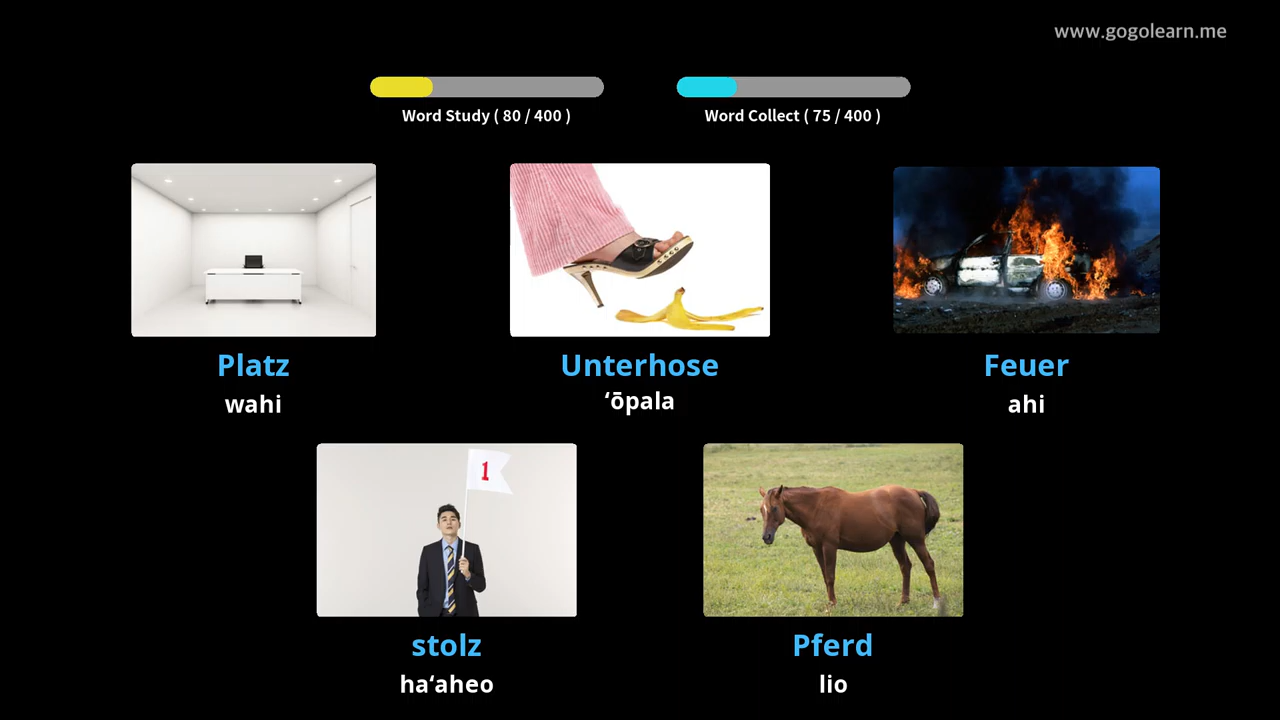 www.gogolearn.me
Word Study ( 80 / 400 )
Word Collect ( 75 / 400 )
Platz
wahi
Unterhose
ʻōpala
Feuer
ahi
1
stolz
haʻaheo
Pferd
lio